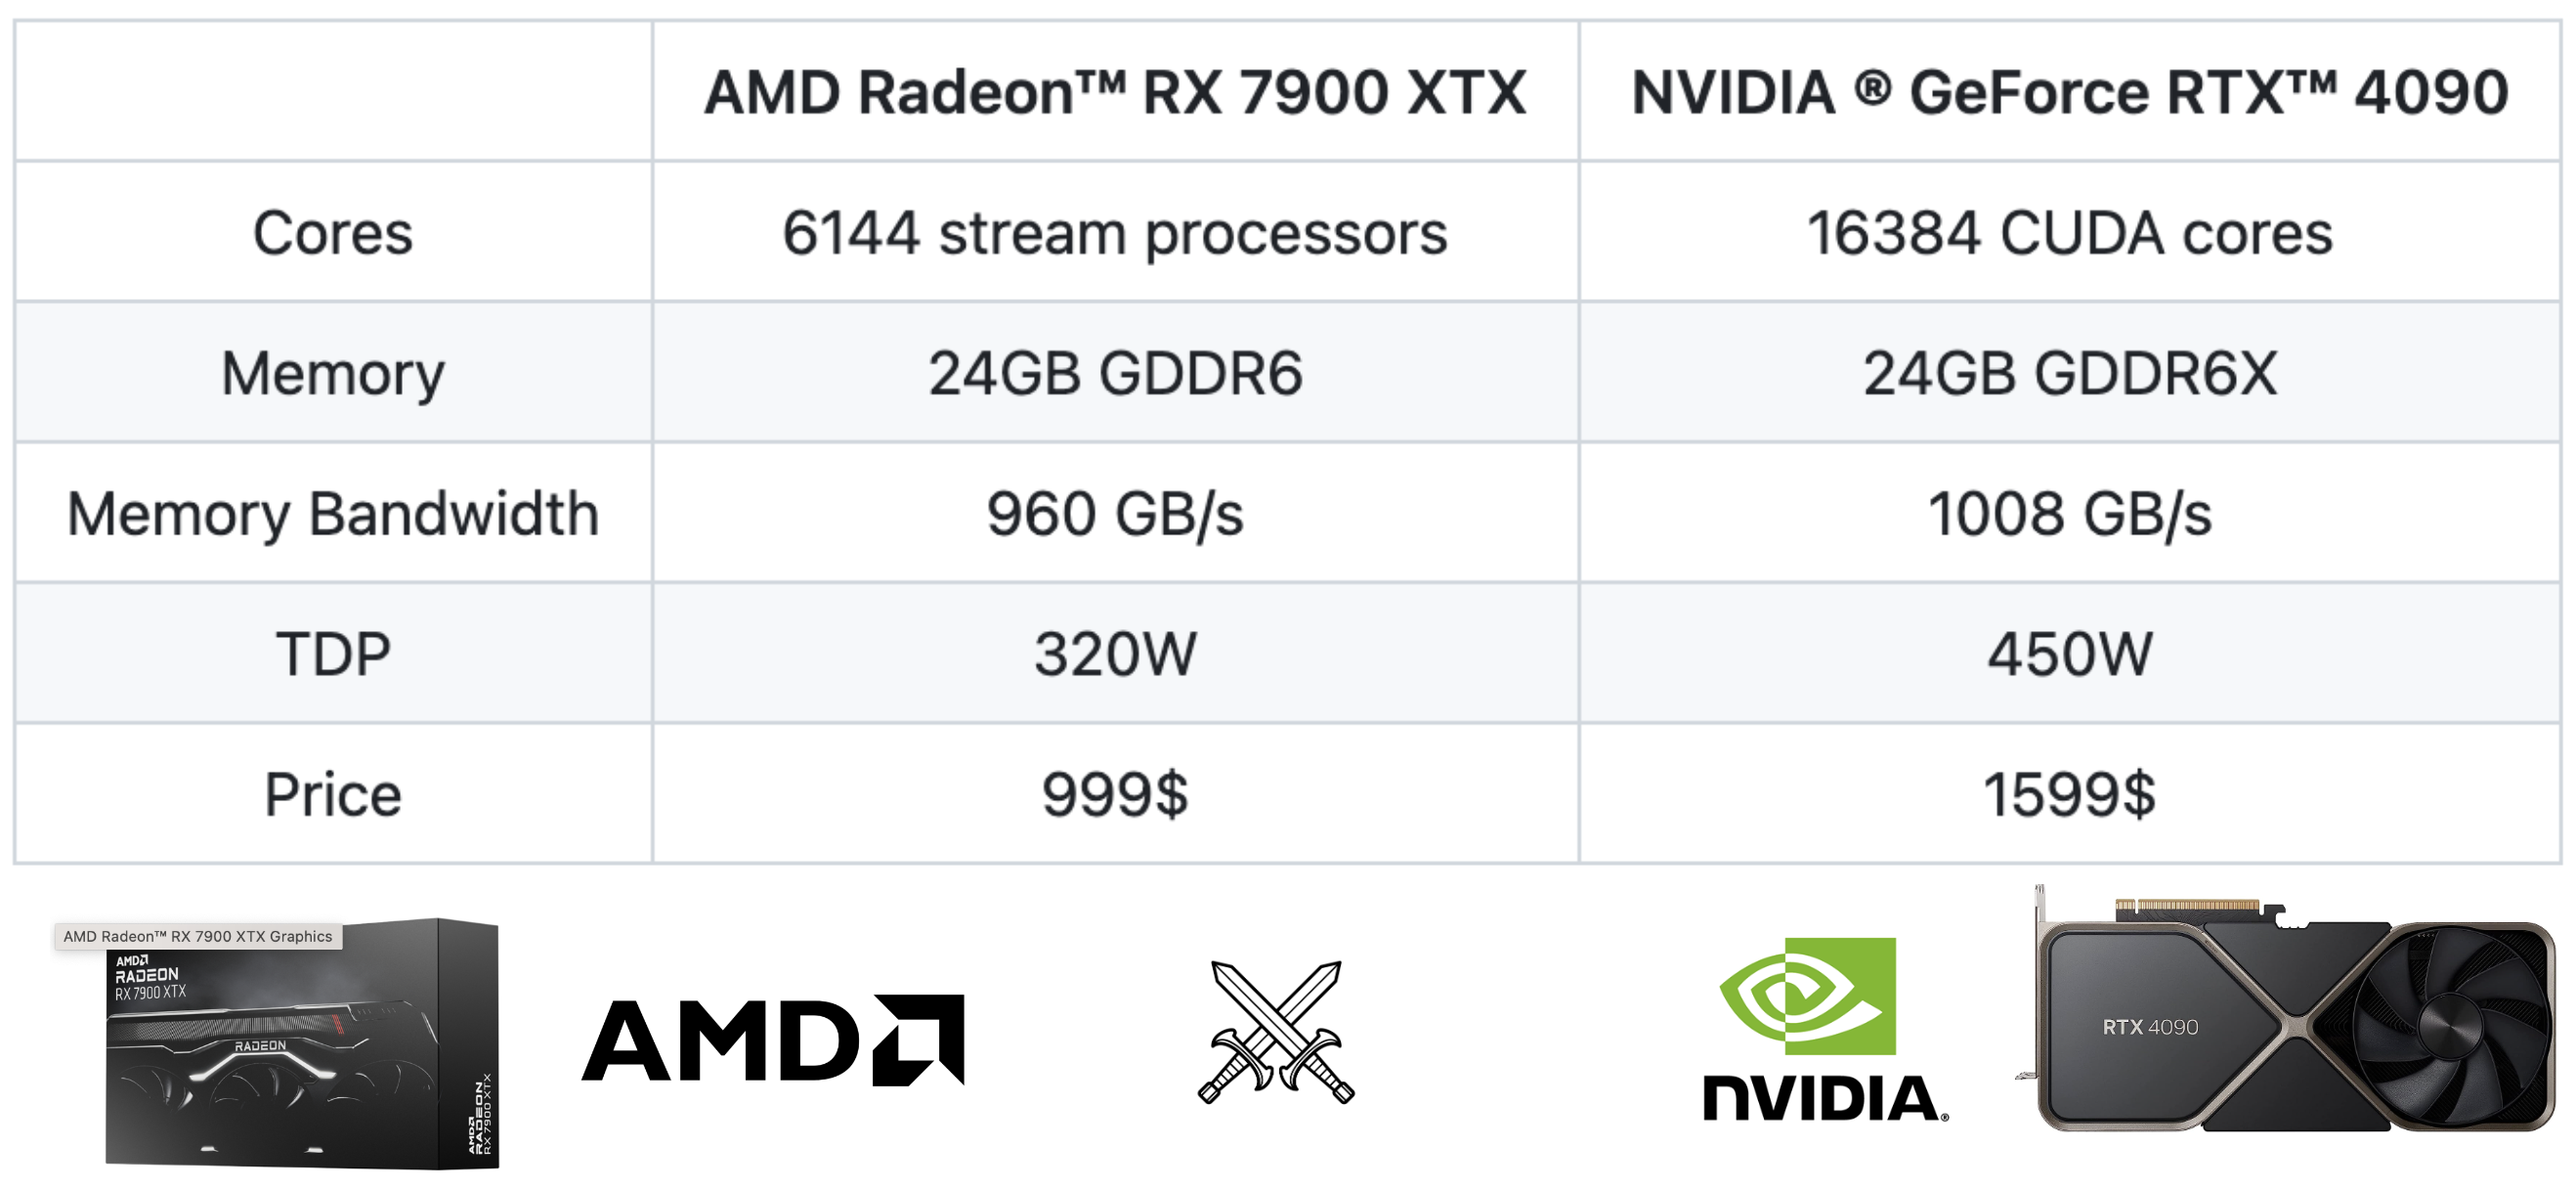 AMD Radeon™ RX 7900 XTX NVIDIA ® GeForce RTX™ 4090
Cores 6144 stream processors 16384 CUDA cores
Memory 24GB GDDR6 24GB GDDR6X
Memory Bandwidth 960 GB/s 1008 GB/s
TDP 320W 450W
Price 999$ 1599$
AMD Radeon™ RX 7900 XTX Graphics
AMD
RADEON
RX 7900 XTX
RADEON
AMD
RADEON
RX 7900 XTX
AMD
NVIDIA®
RTX 4090